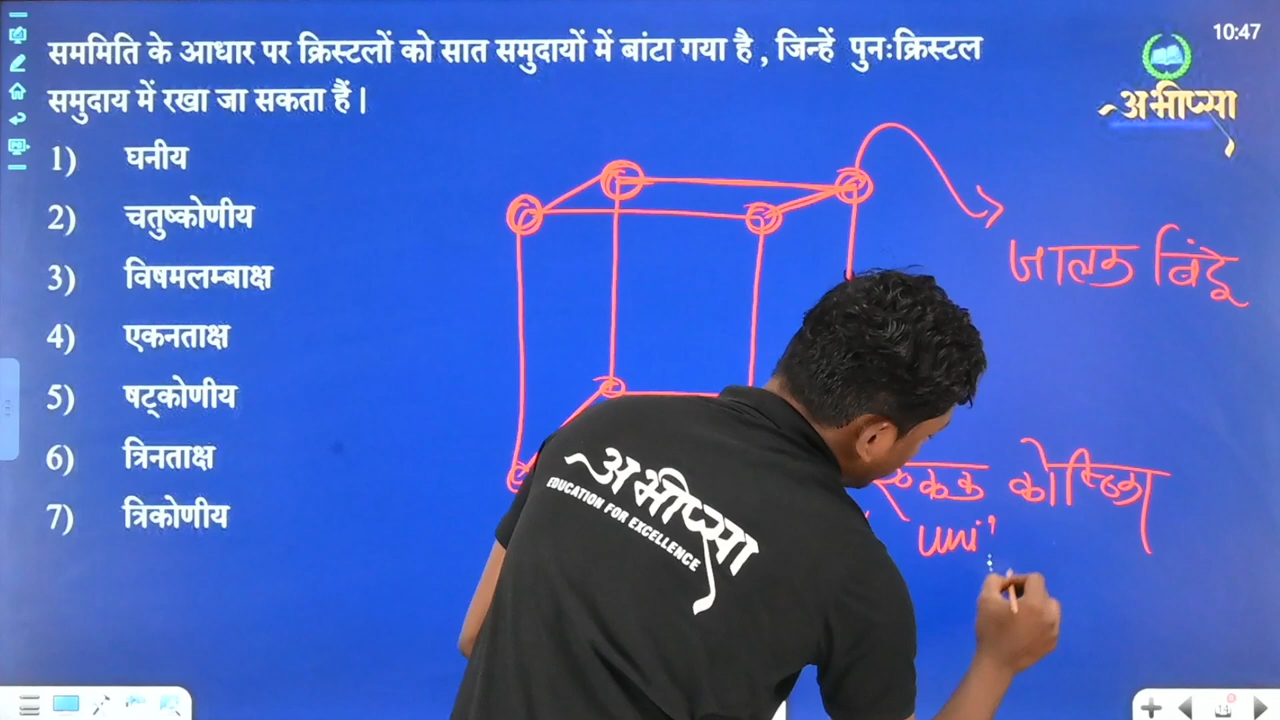 सममिति के आधार पर क्रिस्टलों को सात समुदायों में बांटा गया है , जिन्हें पुनःक्रिस्टल
समुदाय में रखा जा सकता हैं |
1) घनीय
2) चतुष्कोणीय
3) विषमलम्बाक्ष
4) एकनताक्ष
5) षट्कोणीय
6) त्रिनताक्ष
7) त्रिकोणीय
10:47
अभीप्सा
जालक बिंदू
कोष्ठिका
uni
अभीप्सा
EDUCATION FOR EXCELLENCE